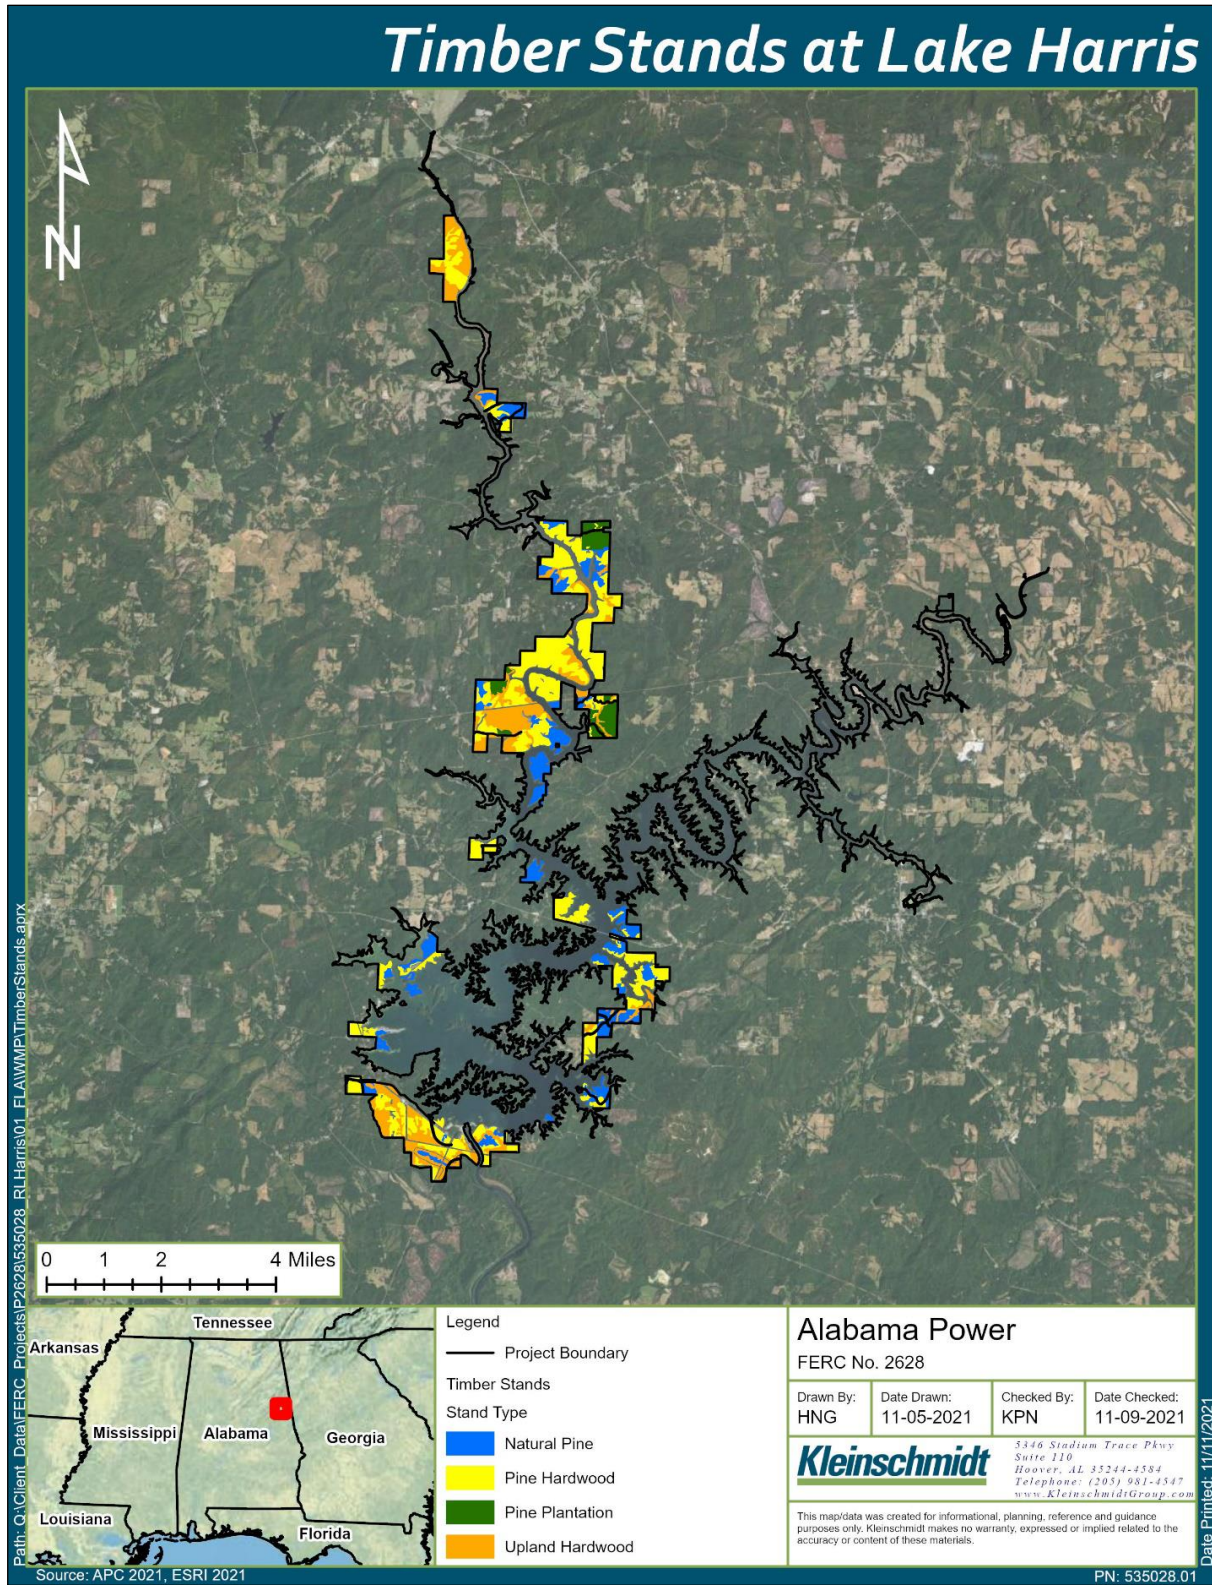 Timber Stands at Lake Harris
N
0 1 2 4 Miles
Tennessee
Arkansas
Mississippi
Alabama
Georgia
Louisiana
Florida
Legend
Project Boundary
Timber Stands
Stand Type
Natural Pine
Pine Hardwood
Pine Plantation
Upland Hardwood
Alabama Power
FERC No. 2628
Drawn By:
HNG
Date Drawn:
11-05-2021
Checked By:
KPN
Date Checked:
11-09-2021
Kleinschmidt
5346 Stadium Trace Pkwy
Suite 110
Hoover, AL 35244-4584
Telephone: (205) 981-4547
www.KleinschmidtGroup.com
This map/data was created for informational, planning, reference and guidance
purposes only. Kleinschmidt makes no warranty, expressed or implied related to the
accuracy or content of these materials.
Source: APC 2021, ESRI 2021
PN: 535028.01
Path: Q:\Client_Data\FERC_Projects\P2628\535028_RLHarris\01_FLA\WMP\TimberStands.aprx
Date Printed: 11/11/2021